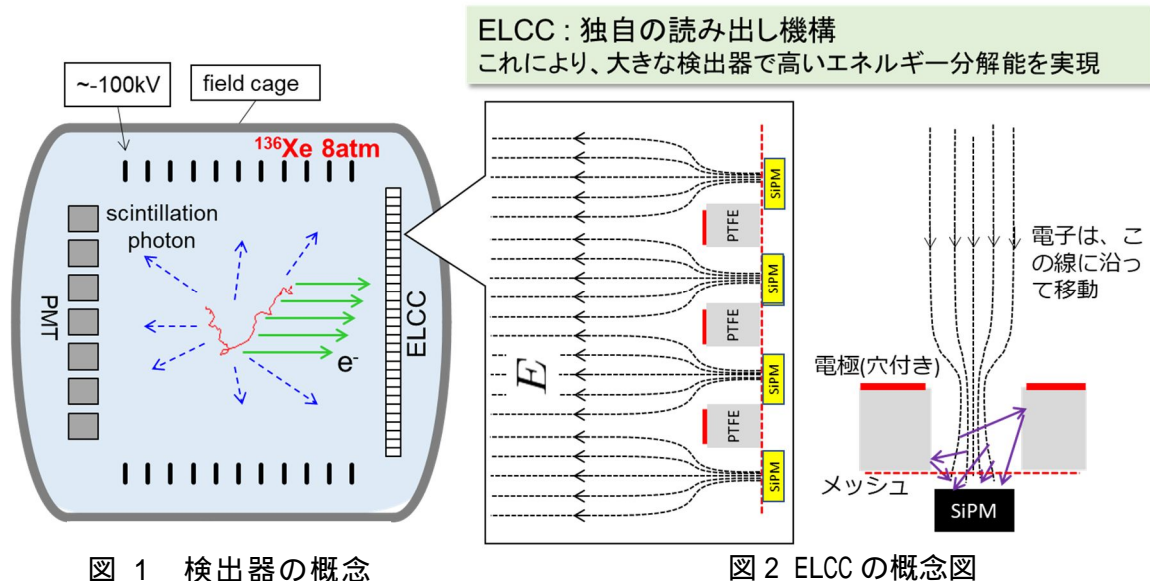 ELCC : 独自の読み出し機構
これにより、大きな検出器で高いエネルギー分解能を実現
~-100kV
field cage
¹³⁶Xe 8atm
scintillation
photon
PMT
e⁻
ELCC
E
SiPM
PTFE
SiPM
PTFE
SiPM
PTFE
SiPM
電子は、こ
の線に沿っ
て移動
電極(穴付き)
メッシュ
SiPM
図 1 検出器の概念
図 2 ELCC の概念図